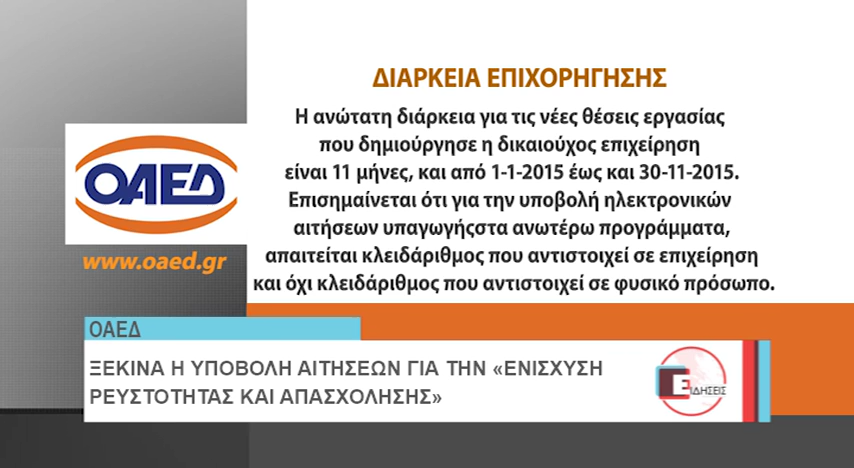 ΔΙΑΡΚΕΙΑ ΕΠΙΧΟΡΗΓΗΣΗΣ
Η ανώτατη διάρκεια για τις νέες θέσεις εργασίας
που δημιούργησε η δικαιούχος επιχείρηση
είναι 11 μήνες, και από 1-1-2015 έως και 30-11-2015.
Επισημαίνεται ότι για την υποβολή ηλεκτρονικών
αιτήσεων υπαγωγήςστα ανωτέρω προγράμματα,
απαιτείται κλειδάριθμος που αντιστοιχεί σε επιχείρηση
και όχι κλειδάριθμος που αντιστοιχεί σε φυσικό πρόσωπο.
ΟΑΕΔ
www.oaed.gr
ΟΑΕΔ
ΞΕΚΙΝΑ Η ΥΠΟΒΟΛΗ ΑΙΤΗΣΕΩΝ ΓΙΑ ΤΗΝ «ΕΝΙΣΧΥΣΗ
ΡΕΥΣΤΟΤΗΤΑΣ ΚΑΙ ΑΠΑΣΧΟΛΗΣΗΣ»
ΕΙΔΗΣΕΙΣ